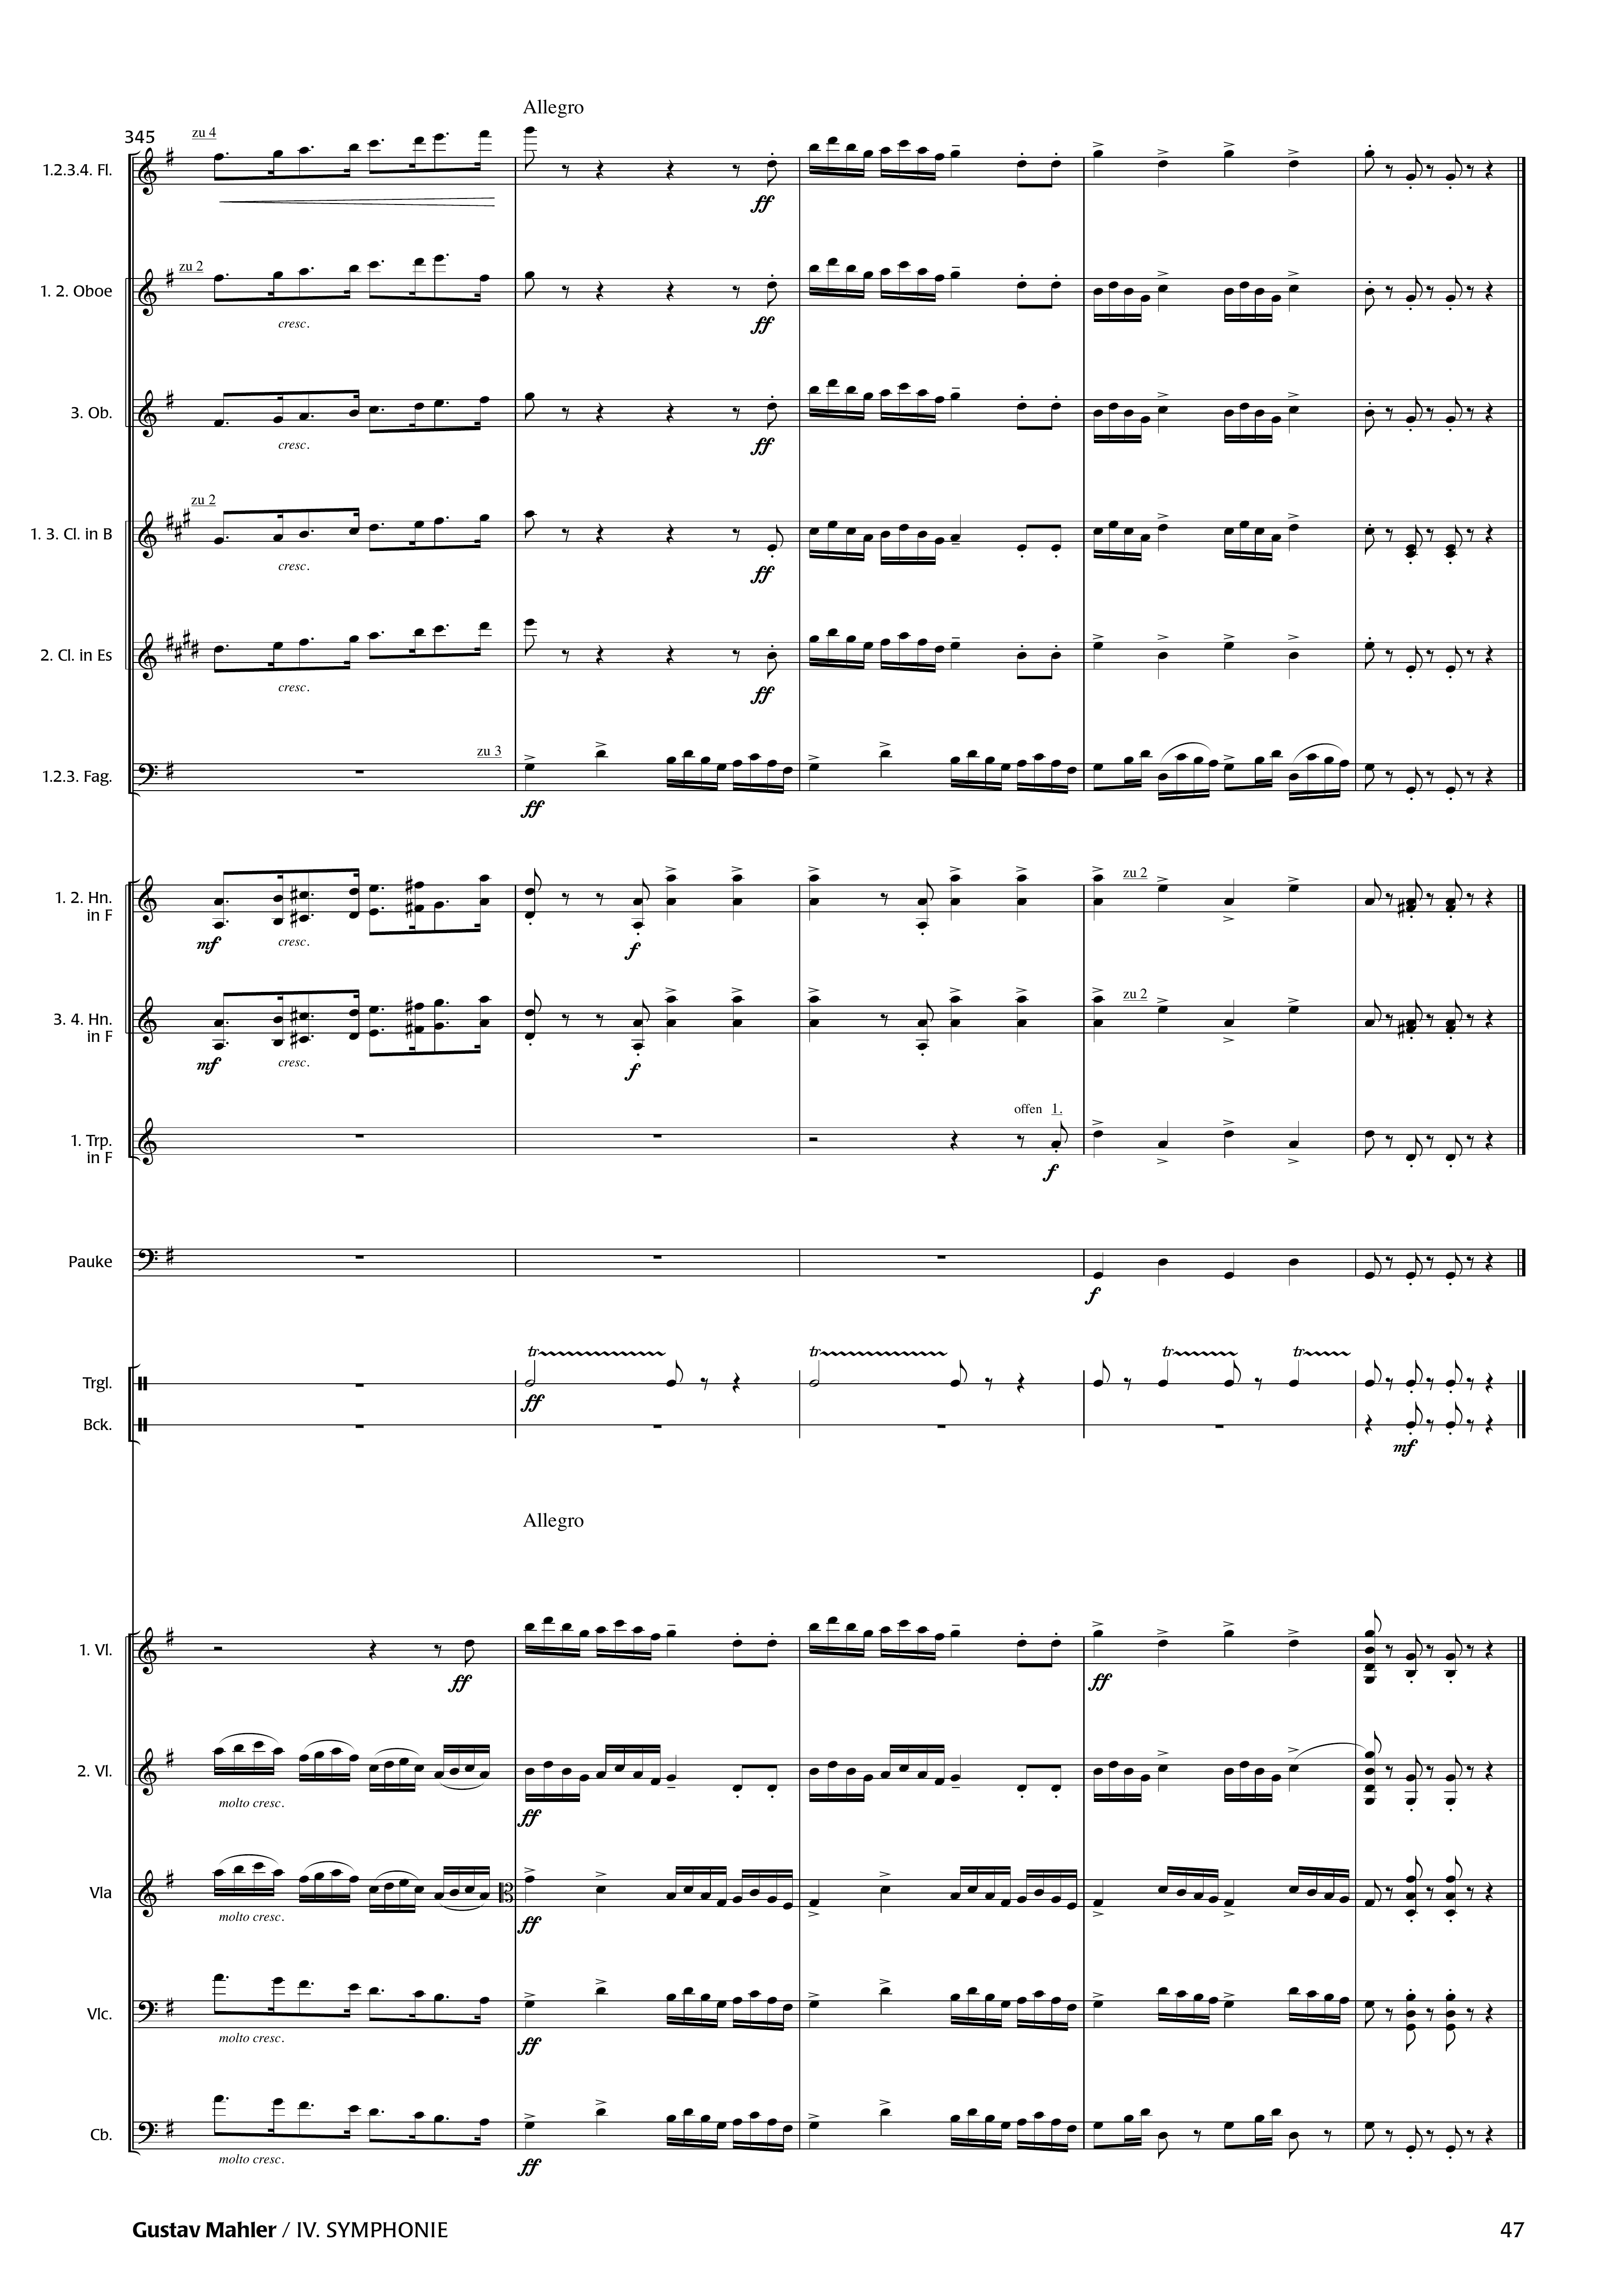 Allegro
345
zu 4
1.2.3.4. Fl.
ff
zu 2
1. 2. Oboe
cresc.
ff
3. Ob.
cresc.
ff
zu 2
1. 3. Cl. in B
cresc.
ff
2. Cl. in Es
cresc.
ff
zu 3
1.2.3. Fag.
ff
zu 2
1. 2. Hn.
in F
mf
cresc.
f
zu 2
3. 4. Hn.
in F
mf
cresc.
f
offen 1.
1. Trp.
in F
f
Pauke
f
tr tr tr tr
Trgl.
ff
Bck.
mf
Allegro
1. Vl.
ff
ff
2. Vl.
molto cresc.
ff
Vla
molto cresc.
ff
Vlc.
molto cresc.
ff
Cb.
molto cresc.
ff
Gustav Mahler / IV. SYMPHONIE
47